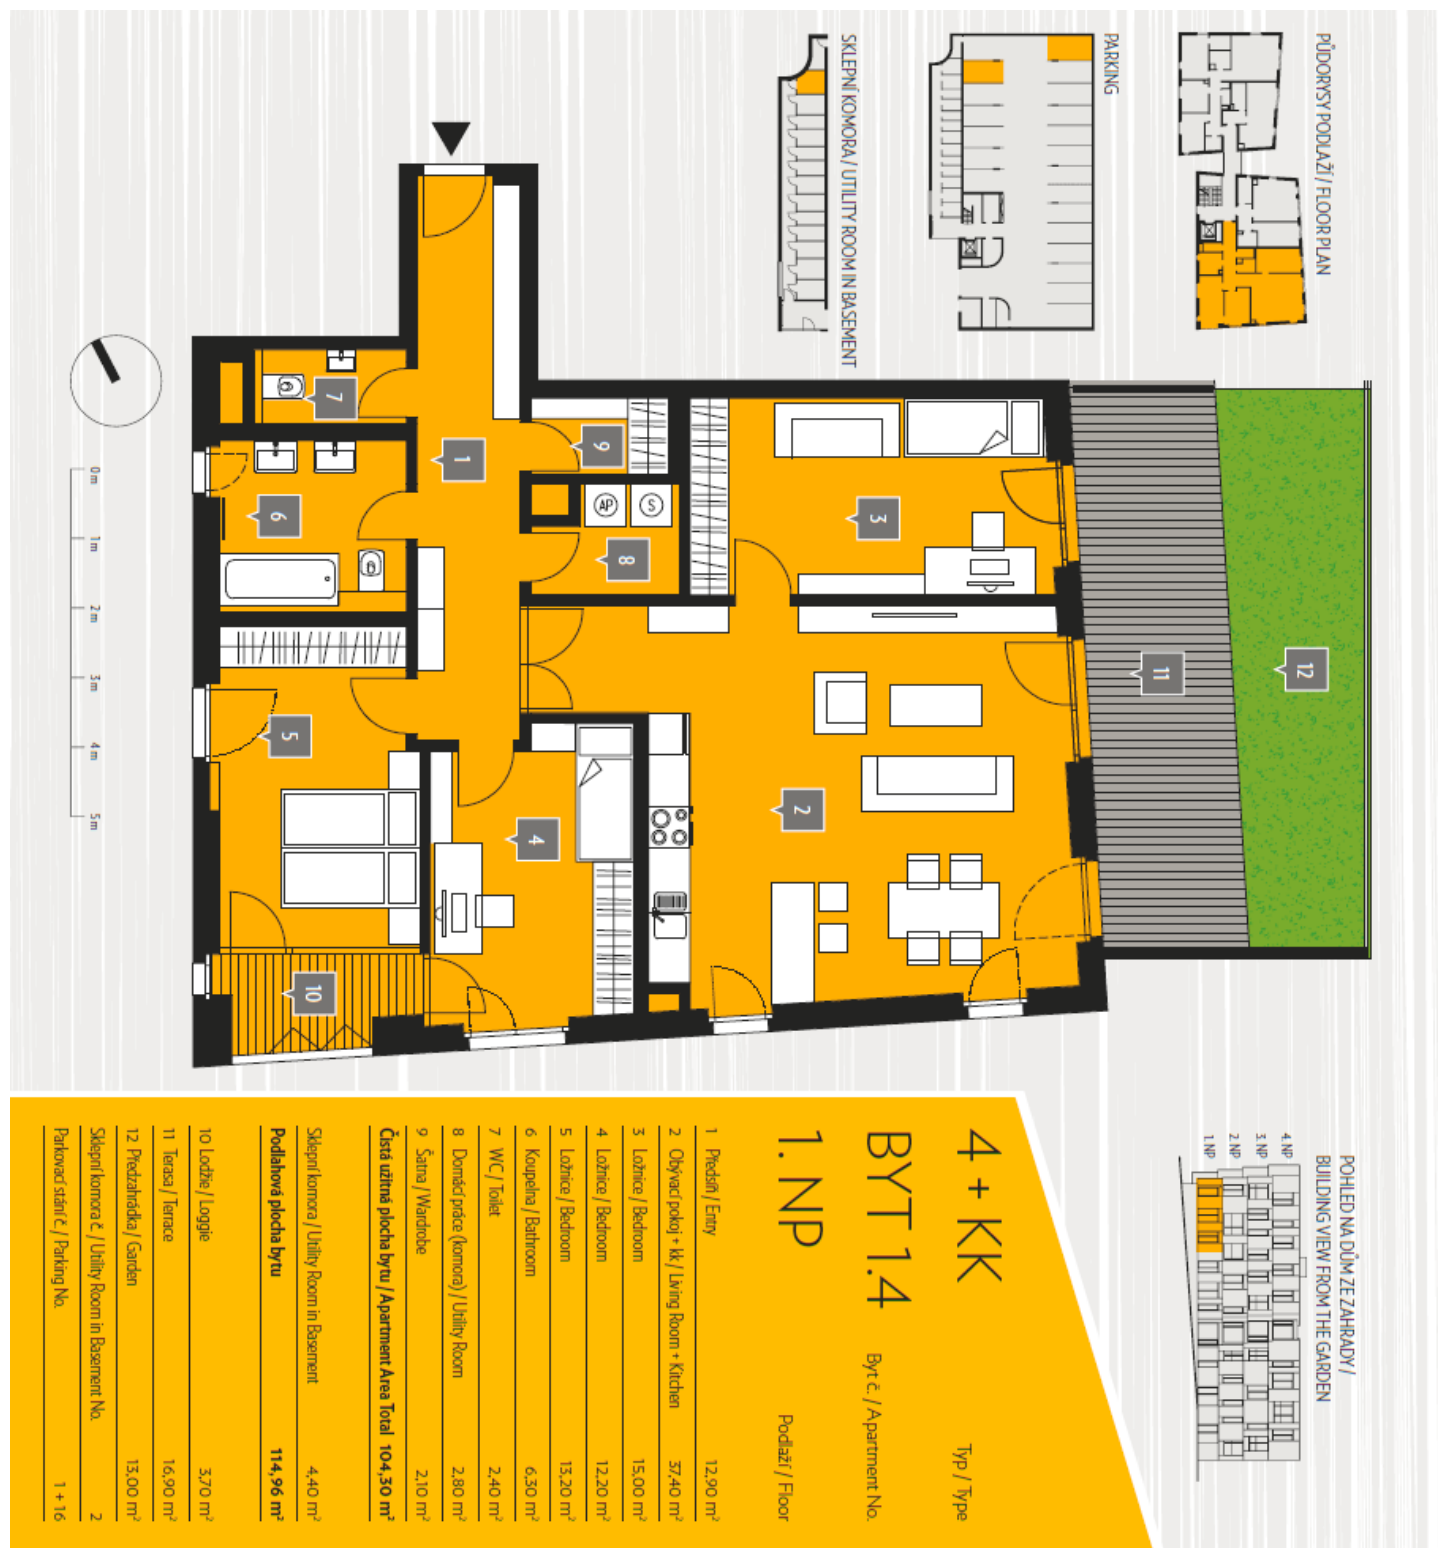 PŮDORYSY PODLAŽÍ / FLOOR PLAN
PARKING
SKLEPNÍ KOMORA / UTILITY ROOM IN BASEMENT
12
11
3
2
S
AP
8
9
4
1
7
6
5
10
0m
1m
2m
3m
4m
5m
POHLED NA DŮM ZE ZAHRADY /
BUILDING VIEW FROM THE GARDEN
4. NP
3. NP
2. NP
1. NP
4 + KK Typ / Type
BYT 1.4 Byt č. / Apartment No.
1. NP Podlaží / Floor
1 Předsíň / Entry 12,90 m²
2 Obývací pokoj + kk / Living Room + Kitchen 37,40 m²
3 Ložnice / Bedroom 15,00 m²
4 Ložnice / Bedroom 12,20 m²
5 Ložnice / Bedroom 13,20 m²
6 Koupelna / Bathroom 6,30 m²
7 WC / Toilet 2,40 m²
8 Domácí práce (komora) / Utility Room 2,80 m²
9 Šatna / Wardrobe 2,10 m²
Čistá užitná plocha bytu / Apartment Area Total 104,30 m²
Sklepní komora / Utility Room in Basement 4,40 m²
Podlahová plocha bytu 114,96 m²
10 Lodžie / Loggie 3,70 m²
11 Terasa / Terrace 16,90 m²
12 Předzahrádka / Garden 13,00 m²
Sklepní komora č. / Utility Room in Basement No. 2
Parkovací stání č. / Parking No. 1 + 16